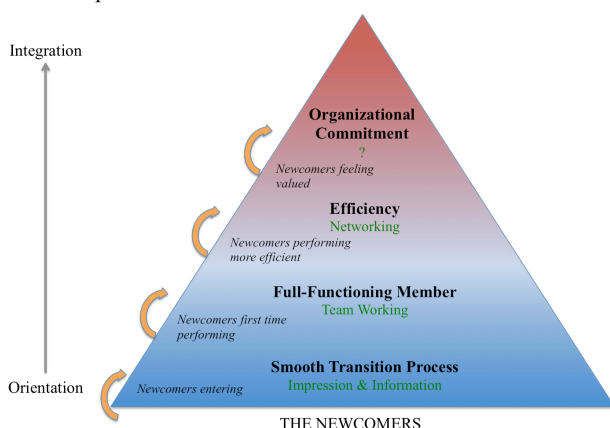 Integration
Organizational
Commitment
?
Newcomers feeling
valued
Efficiency
Networking
Newcomers performing
more efficient
Full-Functioning Member
Team Working
Newcomers first time
performing
Smooth Transition Process
Orientation
Newcomers entering
Impression & Information
THE NEWCOMERS